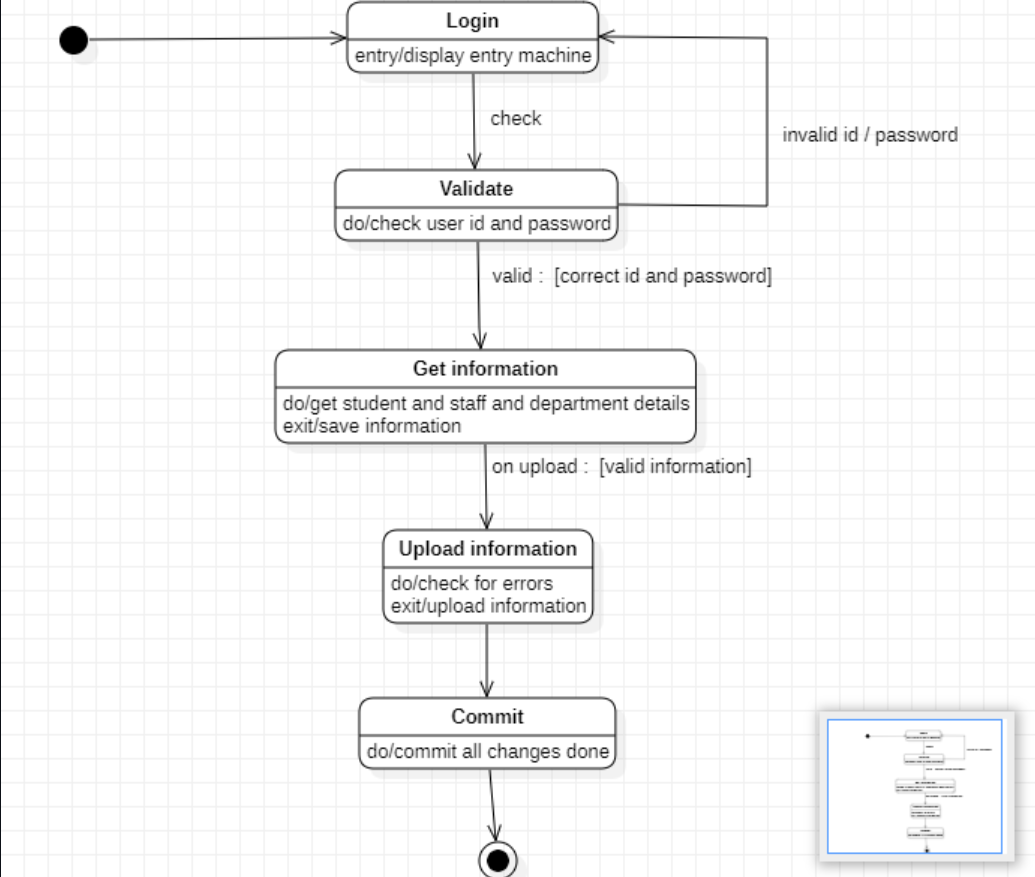 Login
entry/display entry machine
check
invalid id / password
Validate
do/check user id and password
valid :  [correct id and password]
Get information
do/get student and staff and department details
exit/save information
on upload :  [valid information]
Upload information
do/check for errors
exit/upload information
Commit
do/commit all changes done